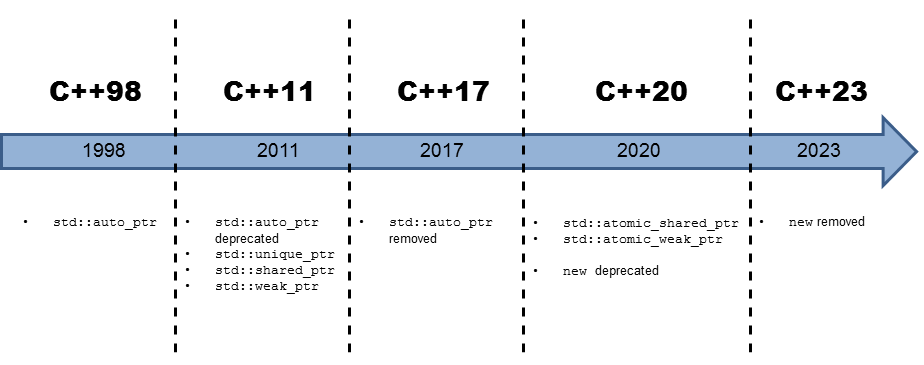 C++98 C++11 C++17 C++20 C++23
1998 2011 2017 2020 2023
• std::auto_ptr
• std::auto_ptr
deprecated
• std::unique_ptr
• std::shared_ptr
• std::weak_ptr
• std::auto_ptr
removed
• std::atomic_shared_ptr
• std::atomic_weak_ptr
• new deprecated
• new removed